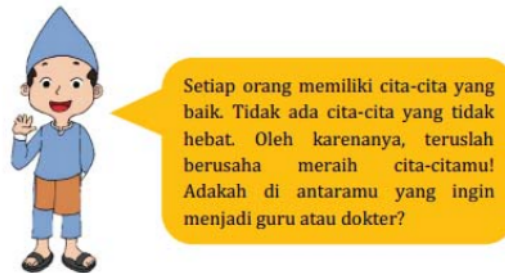 Setiap orang memiliki cita-cita yang
baik. Tidak ada cita-cita yang tidak
hebat. Oleh karenanya, teruslah
berusaha meraih cita-citamu!
Adakah di antaramu yang ingin
menjadi guru atau dokter?